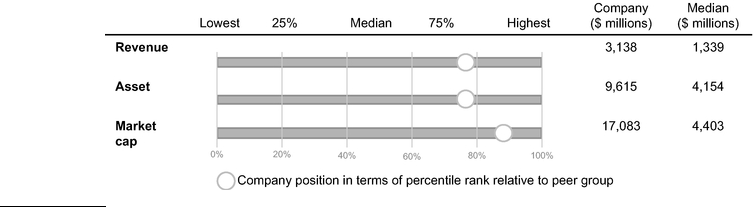 Company Median
Lowest 25% Median 75% Highest ($ millions) ($ millions)
Revenue 3,138 1,339
Asset 9,615 4,154
Market 17,083 4,403
cap
0% 20% 40% 60% 80% 100%
Company position in terms of percentile rank relative to peer group